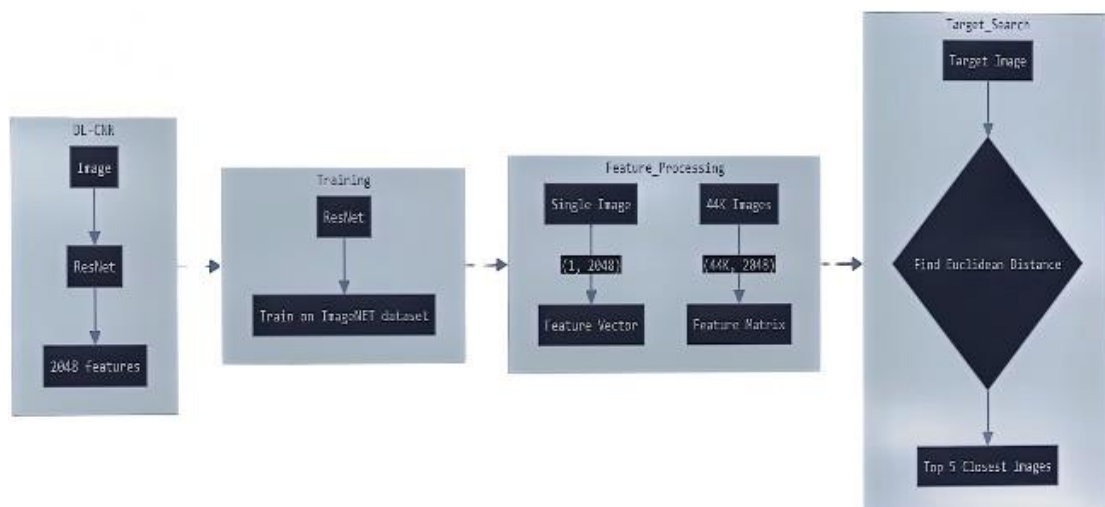 DL-CNN
Image
ResNet
2048 features
Training
ResNet
Train on ImageNET dataset
Feature_Processing
Single Image
44K Images
(1, 2048)
(44K, 2048)
Feature Vector
Feature Matrix
Target_Search
Target Image
Find Euclidean Distance
Top 5 Closest Images